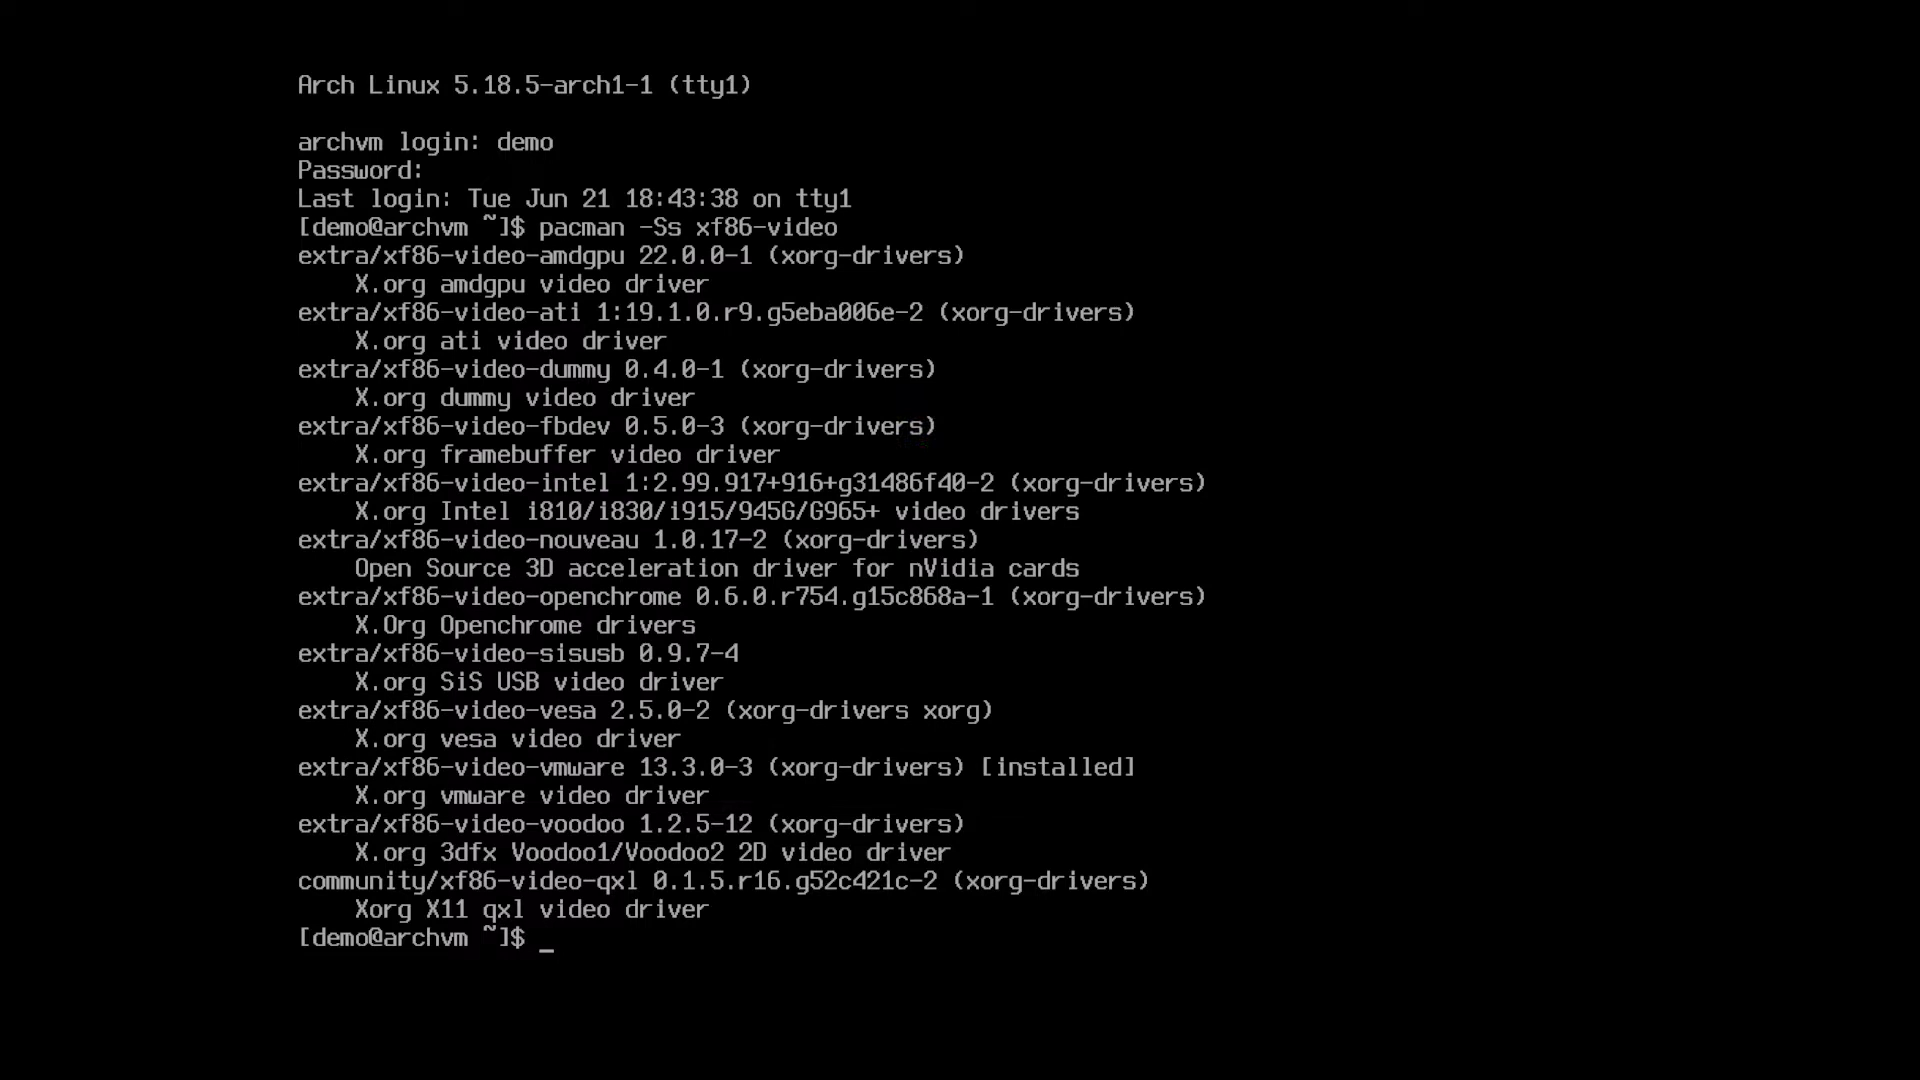 Arch Linux 5.18.5-arch1-1 (tty1)
archvm login: demo
Password:
Last login: Tue Jun 21 18:43:38 on tty1
[demo@archvm ~]$ pacman -Ss xf86-video
extra/xf86-video-amdgpu 22.0.0-1 (xorg-drivers)
    X.org amdgpu video driver
extra/xf86-video-ati 1:19.1.0.r9.g5eba006e-2 (xorg-drivers)
    X.org ati video driver
extra/xf86-video-dummy 0.4.0-1 (xorg-drivers)
    X.org dummy video driver
extra/xf86-video-fbdev 0.5.0-3 (xorg-drivers)
    X.org framebuffer video driver
extra/xf86-video-intel 1:2.99.917+916+g31486f40-2 (xorg-drivers)
    X.org Intel i810/i830/i915/945G/G965+ video drivers
extra/xf86-video-nouveau 1.0.17-2 (xorg-drivers)
    Open Source 3D acceleration driver for nVidia cards
extra/xf86-video-openchrome 0.6.0.r754.g15c868a-1 (xorg-drivers)
    X.Org Openchrome drivers
extra/xf86-video-sisusb 0.9.7-4
    X.org SiS USB video driver
extra/xf86-video-vesa 2.5.0-2 (xorg-drivers xorg)
    X.org vesa video driver
extra/xf86-video-vmware 13.3.0-3 (xorg-drivers) [installed]
    X.org vmware video driver
extra/xf86-video-voodoo 1.2.5-12 (xorg-drivers)
    X.org 3dfx Voodoo1/Voodoo2 2D video driver
community/xf86-video-qxl 0.1.5.r16.g52c421c-2 (xorg-drivers)
    Xorg X11 qxl video driver
[demo@archvm ~]$ _